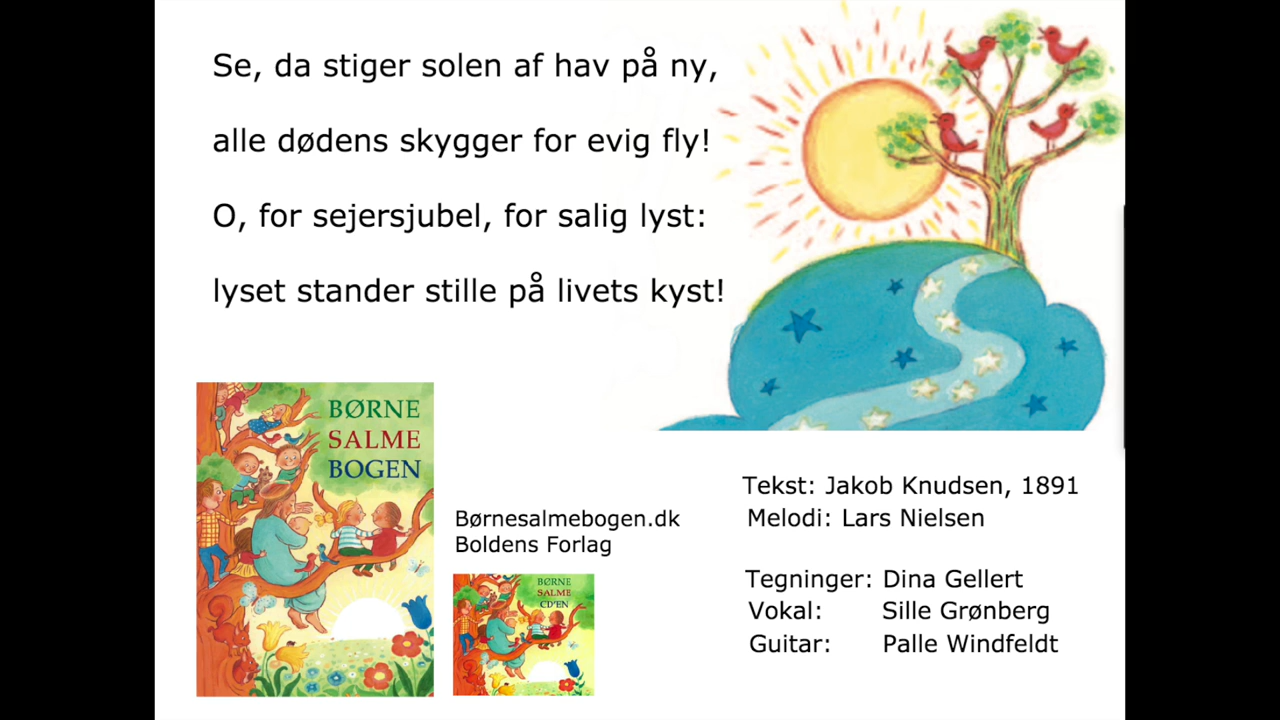 Se, da stiger solen af hav på ny,
alle dødens skygger for evig fly!
O, for sejersjubel, for salig lyst:
lyset stander stille på livets kyst!
BØRNE
SALME
BOGEN
Børnesalmebogen.dk
Boldens Forlag
BØRNE
SALME
CD'EN
Tekst: Jakob Knudsen, 1891
Melodi: Lars Nielsen
Tegninger: Dina Gellert
Vokal: Sille Grønberg
Guitar: Palle Windfeldt